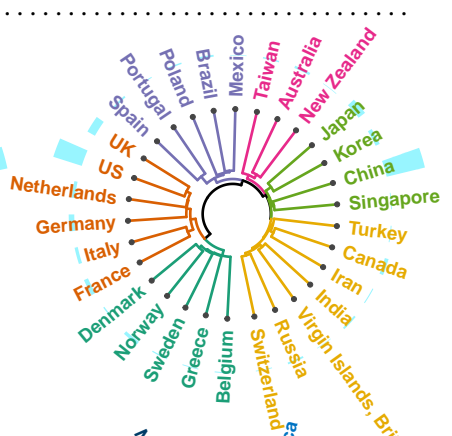 Spain
Portugal
Poland
Brazil
Mexico
Taiwan
Australia
New Zealand
Japan
Korea
China
Singapore
Turkey
Canada
Iran
India
Virgin Islands, Bri
Russia
Switzerland
Belgium
Greece
Sweden
Norway
Denmark
France
Italy
Germany
Netherlands
US
UK
ca